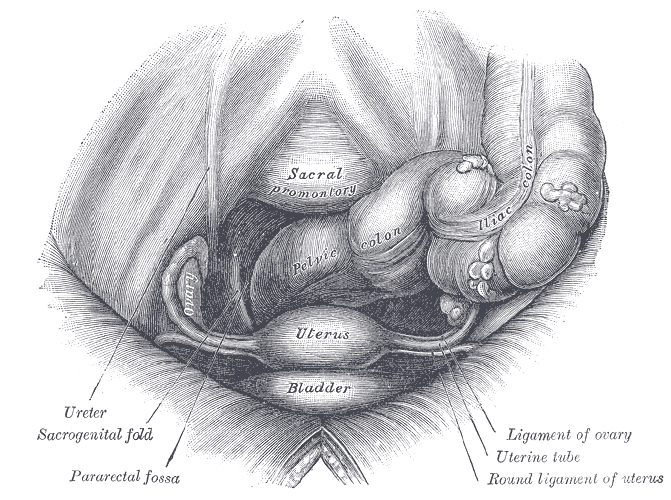 Sacral
promontory
Iliac colon
Pelvic colon
Ovary
Uterus
Bladder
Ureter
Sacrogenital fold
Pararectal fossa
Ligament of ovary
Uterine tube
Round ligament of uterus